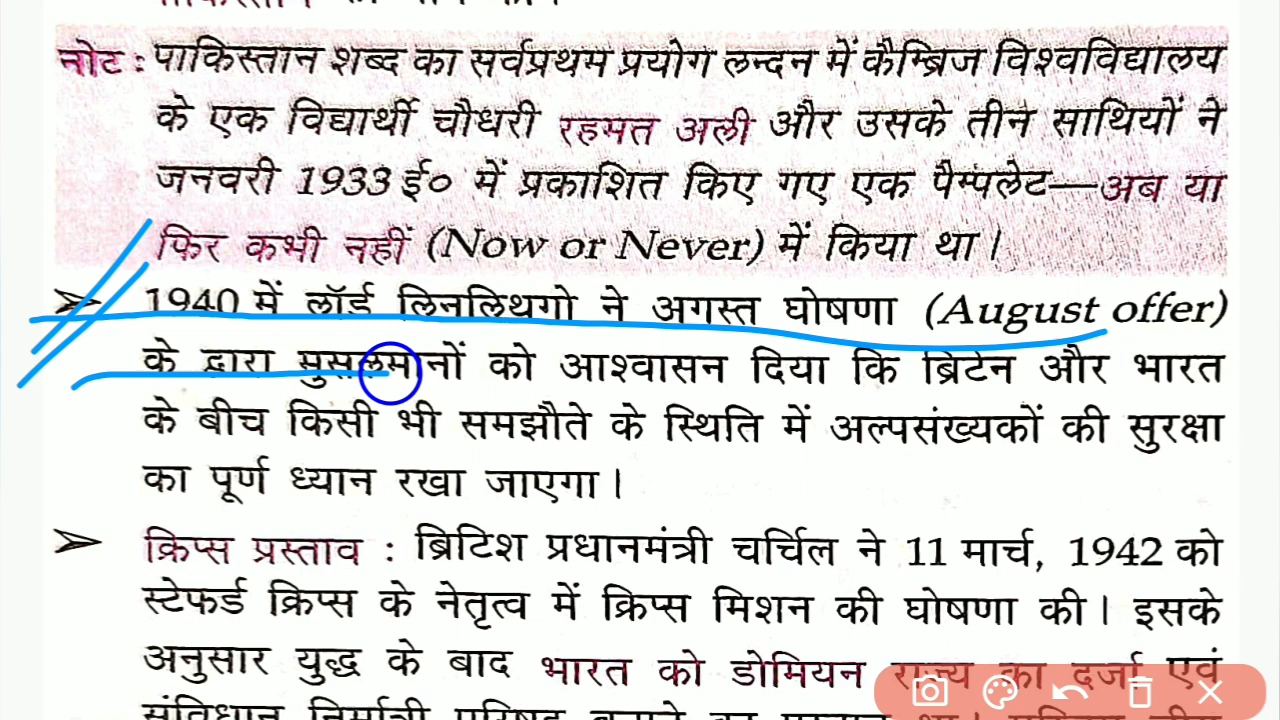 नोट : पाकिस्तान शब्द का सर्वप्रथम प्रयोग लन्दन में कैम्ब्रिज विश्वविद्यालय
के एक विद्यार्थी चौधरी रहमत अली और उसके तीन साथियों ने
जनवरी 1933 ई० में प्रकाशित किए गए एक पैम्पलेट—अब या
फिर कभी नहीं (Now or Never) में किया था।
➢ 1940 में लॉर्ड लिनलिथगो ने अगस्त घोषणा (August offer)
के द्वारा मुसलमानों को आश्वासन दिया कि ब्रिटेन और भारत
के बीच किसी भी समझौते के स्थिति में अल्पसंख्यकों की सुरक्षा
का पूर्ण ध्यान रखा जाएगा।
➢ क्रिप्स प्रस्ताव : ब्रिटिश प्रधानमंत्री चर्चिल ने 11 मार्च, 1942 को
स्टेफर्ड क्रिप्स के नेतृत्व में क्रिप्स मिशन की घोषणा की। इसके
अनुसार युद्ध के बाद भारत को डोमियन राज्य का दर्जा एवं